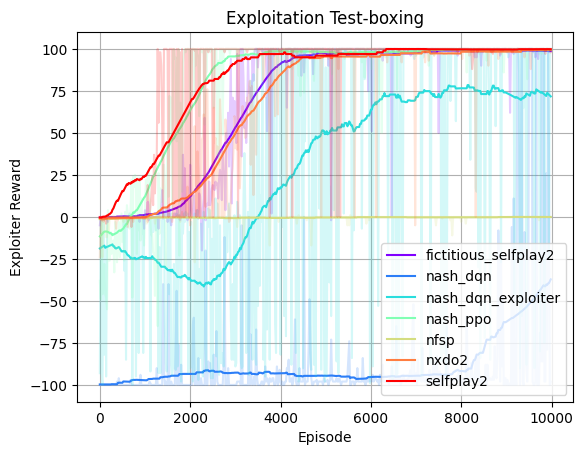 Exploitation Test-boxing
Exploiter Reward
100
75
50
25
0
−25
−50
−75
−100
fictitious_selfplay2
nash_dqn
nash_dqn_exploiter
nash_ppo
nfsp
nxdo2
selfplay2
0 2000 4000 6000 8000 10000
Episode